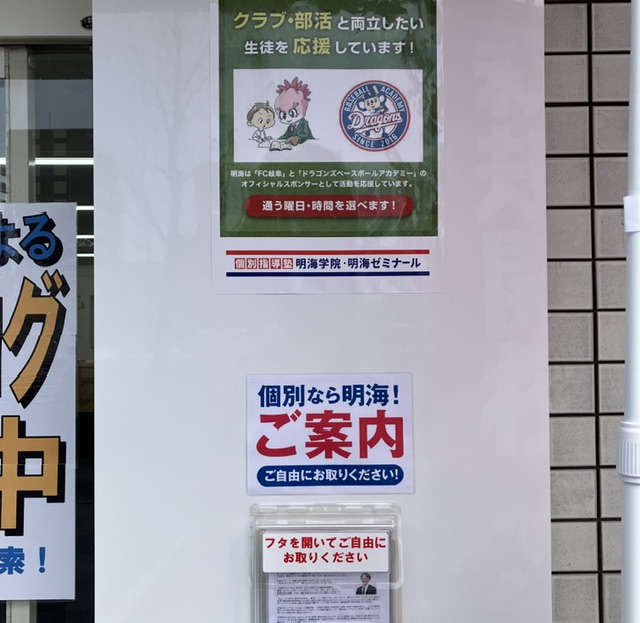 クラブ・部活と両立したい
生徒を応援しています！
BASEBALL ACADEMY
Dragons
SINCE 2016
明海は「FC岐阜」と「ドラゴンズベースボールアカデミー」の
オフィシャルスポンサーとして活動を応援しています。
通う曜日・時間を選べます！
個別指導塾 明海学院・明海ゼミナール
よる
グ
中
索！
個別なら明海！
ご案内
ご自由にお取りください！
フタを開いてご自由に
お取りください